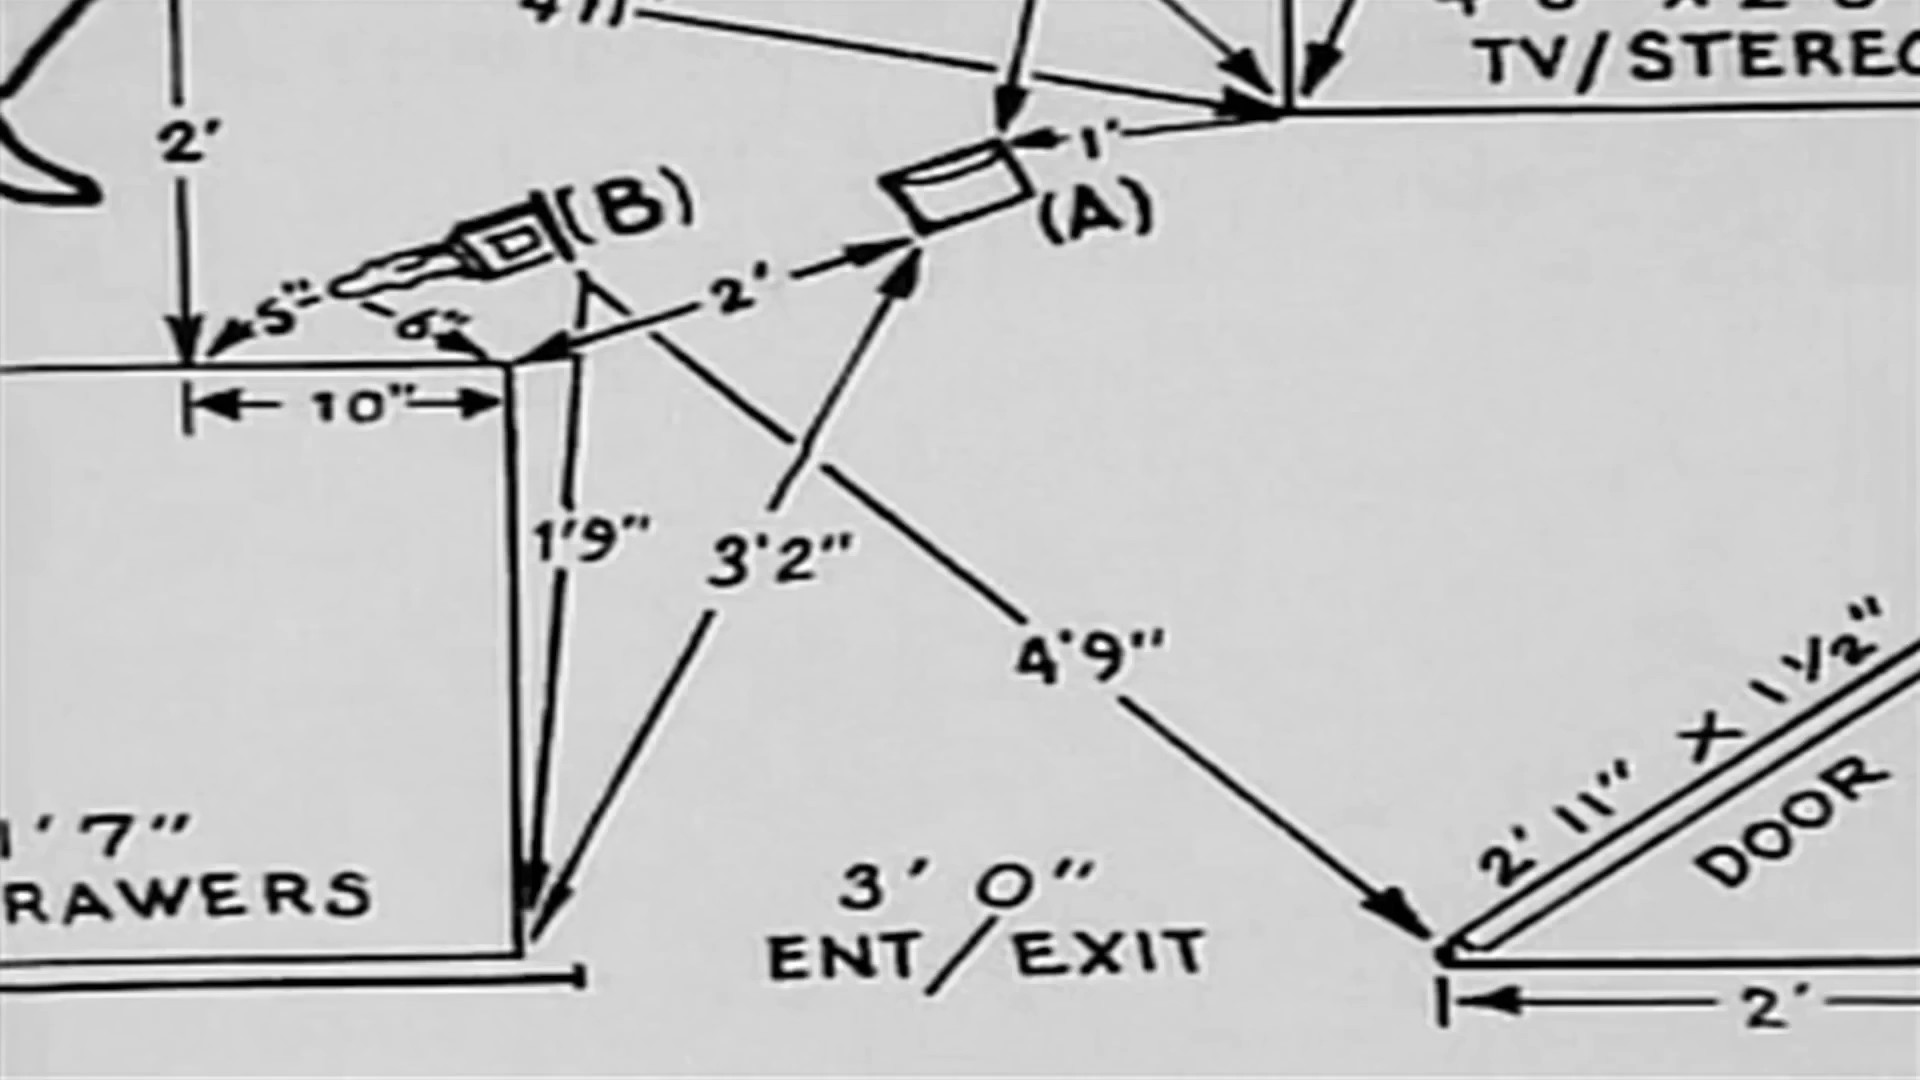 TV/STEREO
2'
1'
(B)
(A)
5"
6"
2'
10"
1'9"
3'2"
4'9"
2' 11" X 1 1/2"
DOOR
1'7"
RAWERS
3' 0"
ENT/EXIT
2'